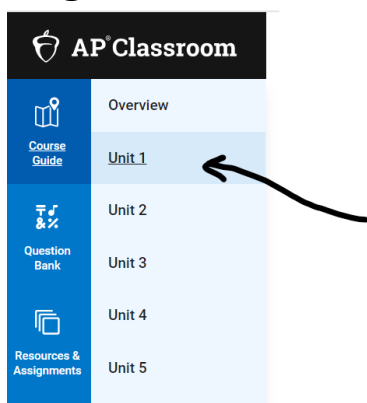 AP® Classroom
Course
Guide
Question
Bank
Resources &
Assignments
Overview
Unit 1
Unit 2
Unit 3
Unit 4
Unit 5